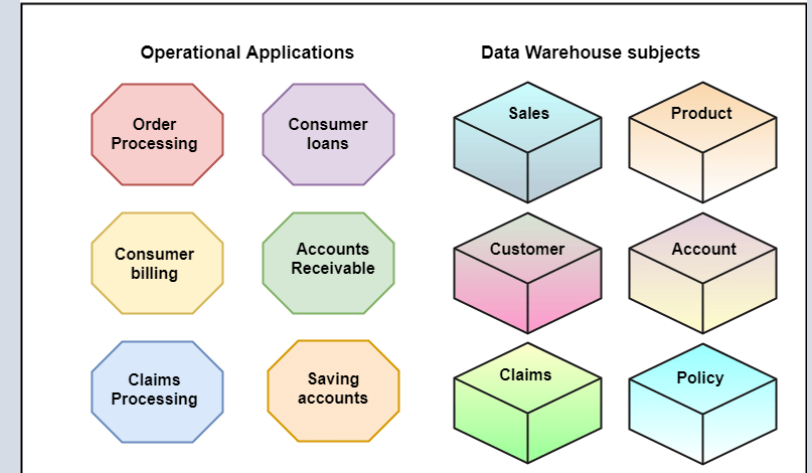 Operational Applications
Data Warehouse subjects
Order
Processing
Consumer
loans
Sales
Product
Consumer
billing
Accounts
Receivable
Customer
Account
Claims
Processing
Saving
accounts
Claims
Policy